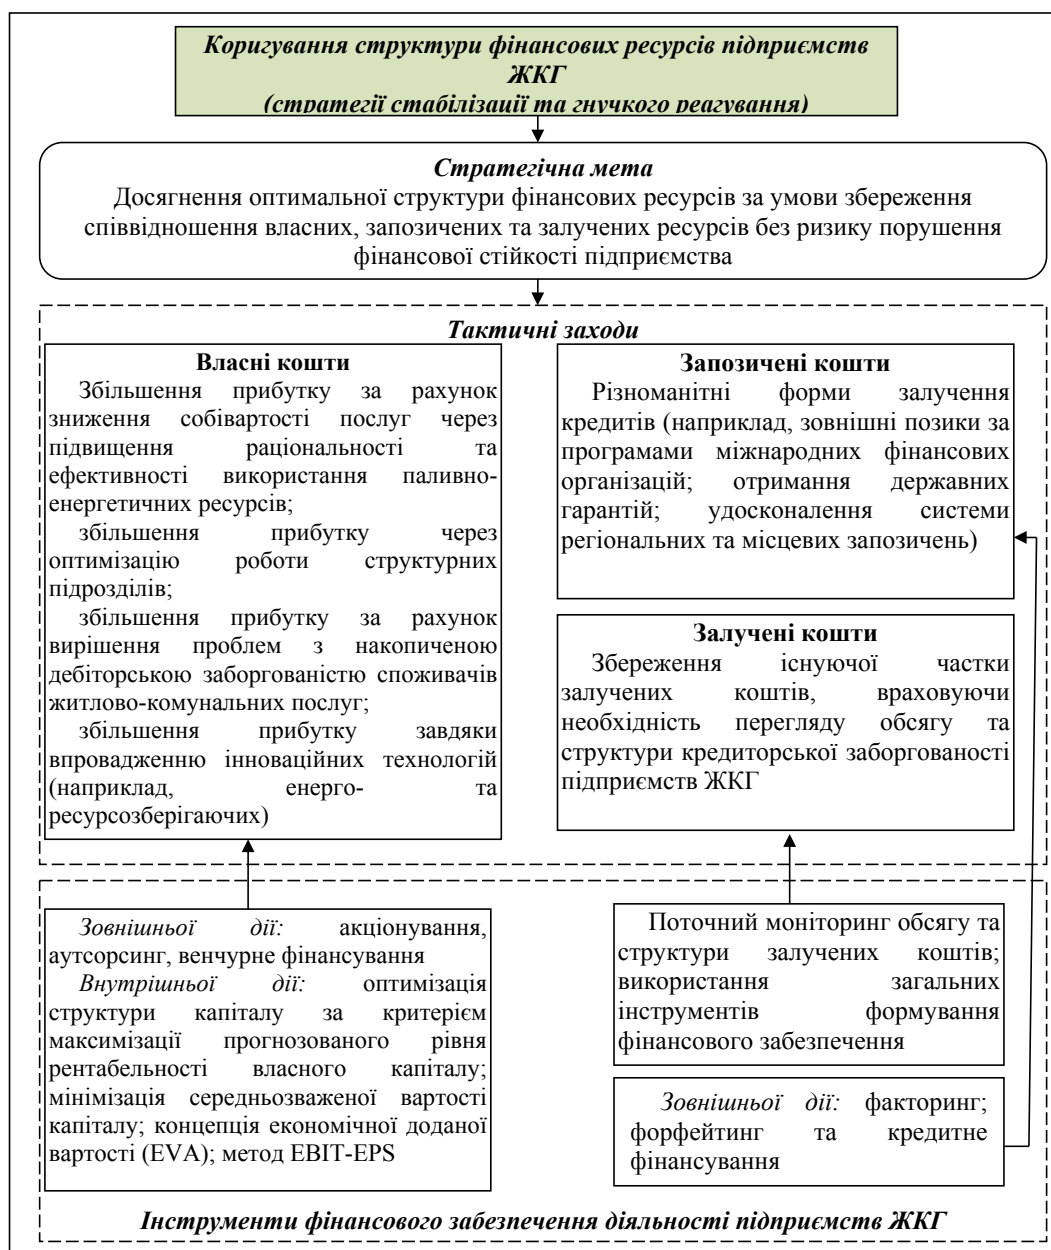 Коригування структури фінансових ресурсів підприємств
ЖКГ
(стратегії стабілізації та гнучкого реагування)
Стратегічна мета
Досягнення оптимальної структури фінансових ресурсів за умови збереження
співвідношення власних, запозичених та залучених ресурсів без ризику порушення
фінансової стійкості підприємства
Тактичні заходи
Власні кошти
Збільшення прибутку за рахунок
зниження собівартості послуг через
підвищення раціональності та
ефективності використання паливно-
енергетичних ресурсів;
збільшення прибутку через
оптимізацію роботи структурних
підрозділів;
збільшення прибутку за рахунок
вирішення проблем з накопиченою
дебіторською заборгованістю споживачів
житлово-комунальних послуг;
збільшення прибутку завдяки
впровадженню інноваційних технологій
(наприклад, енерго- та
ресурсозберігаючих)
Запозичені кошти
Різноманітні форми залучення
кредитів (наприклад, зовнішні позики за
програмами міжнародних фінансових
організацій; отримання державних
гарантій; удосконалення системи
регіональних та місцевих запозичень)
Залучені кошти
Збереження існуючої частки
залучених коштів, враховуючи
необхідність перегляду обсягу та
структури кредиторської заборгованості
підприємств ЖКГ
Зовнішньої дії: акціонування,
аутсорсинг, венчурне фінансування
Внутрішньої дії: оптимізація
структури капіталу за критерієм
максимізації прогнозованого рівня
рентабельності власного капіталу;
мінімізація середньозваженої вартості
капіталу; концепція економічної доданої
вартості (EVA); метод EBIT-EPS
Поточний моніторинг обсягу та
структури залучених коштів;
використання загальних
інструментів формування
фінансового забезпечення
Зовнішньої дії: факторинг;
форфейтинг та кредитне
фінансування
Інструменти фінансового забезпечення діяльності підприємств ЖКГ